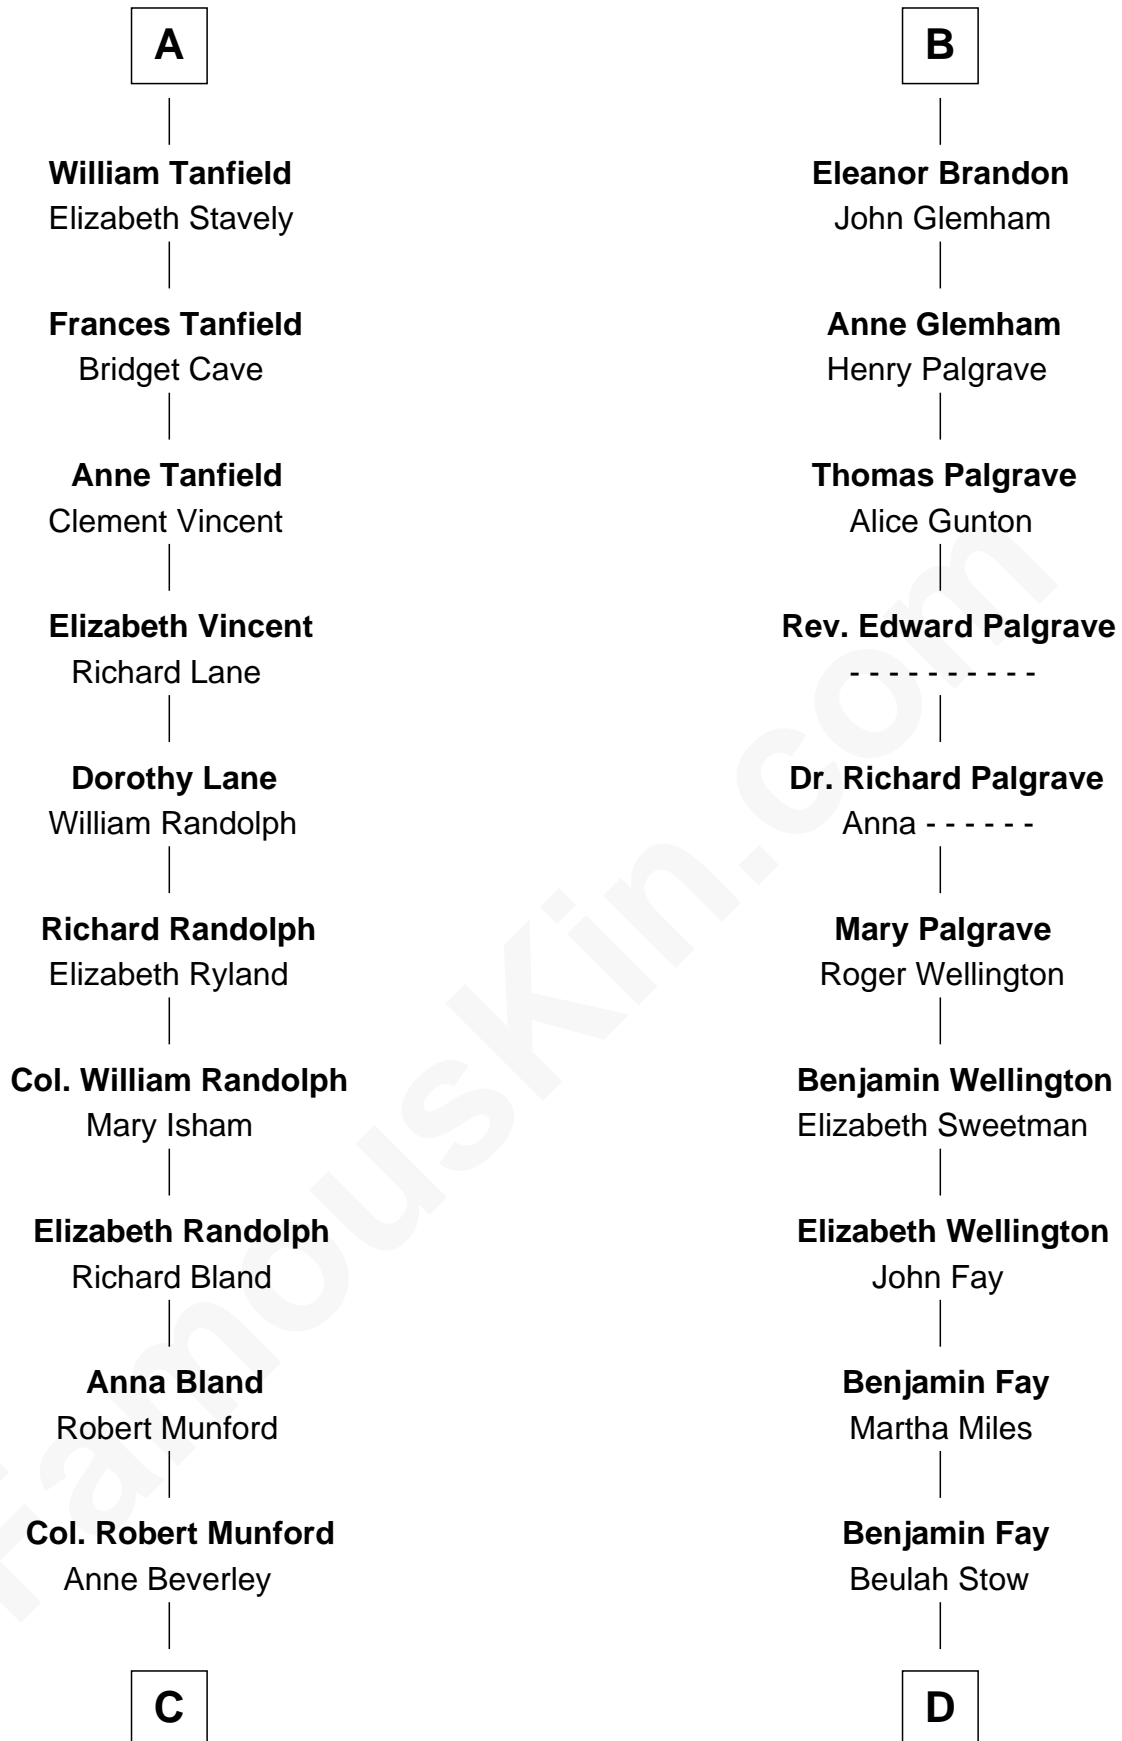 A
William Tanfield
Elizabeth Stavely
Frances Tanfield
Bridget Cave
Anne Tanfield
Clement Vincent
Elizabeth Vincent
Richard Lane
Dorothy Lane
William Randolph
Richard Randolph
Elizabeth Ryland
Col. William Randolph
Mary Isham
Elizabeth Randolph
Richard Bland
Anna Bland
Robert Munford
Col. Robert Munford
Anne Beverley
C
B
Eleanor Brandon
John Glemham
Anne Glemham
Henry Palgrave
Thomas Palgrave
Alice Gunton
Rev. Edward Palgrave
- - - - - - - - - -
Dr. Richard Palgrave
Anna - - - - - -
Mary Palgrave
Roger Wellington
Benjamin Wellington
Elizabeth Sweetman
Elizabeth Wellington
John Fay
Benjamin Fay
Martha Miles
Benjamin Fay
Beulah Stow
D
FamousKin.com